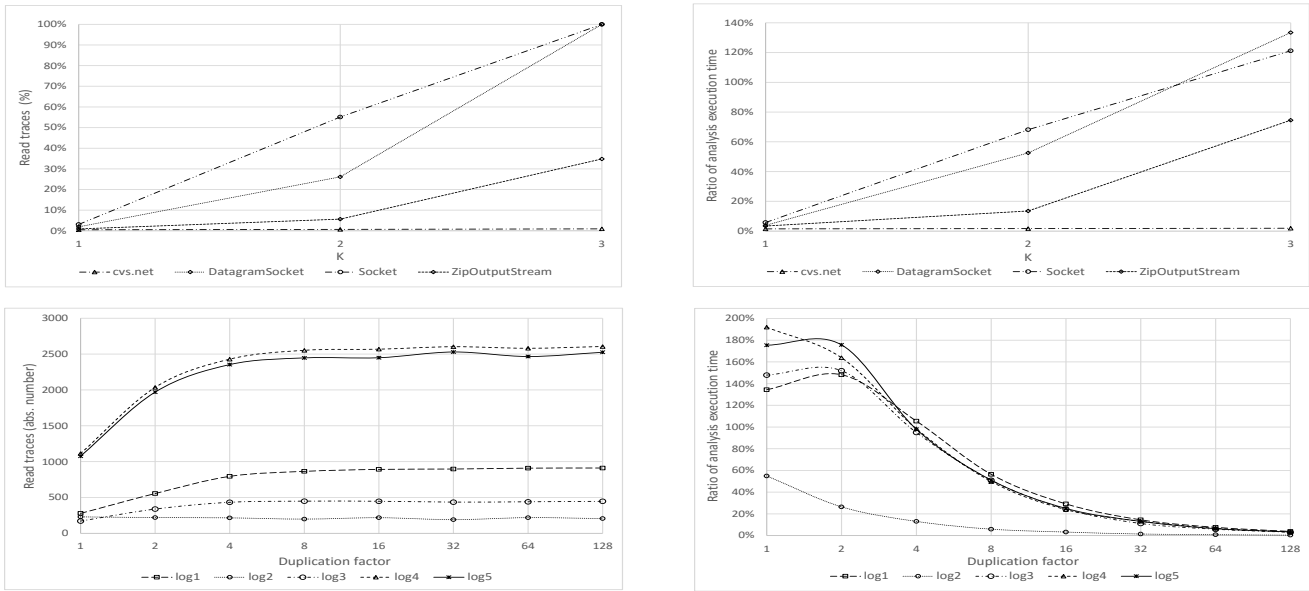 100%
90%
80%
70%
60%
50%
40%
30%
20%
10%
0%
Read traces (%)
1 2 3
K
cvs.net DatagramSocket Socket ZipOutputStream
140%
120%
100%
80%
60%
40%
20%
0%
Ratio of analysis execution time
1 2 3
K
cvs.net DatagramSocket Socket ZipOutputStream
3000
2500
2000
1500
1000
500
0
Read traces (abs. number)
1 2 4 8 16 32 64 128
Duplication factor
log1 log2 log3 log4 log5
200%
180%
160%
140%
120%
100%
80%
60%
40%
20%
0%
Ratio of analysis execution time
1 2 4 8 16 32 64 128
Duplication factor
log1 log2 log3 log4 log5